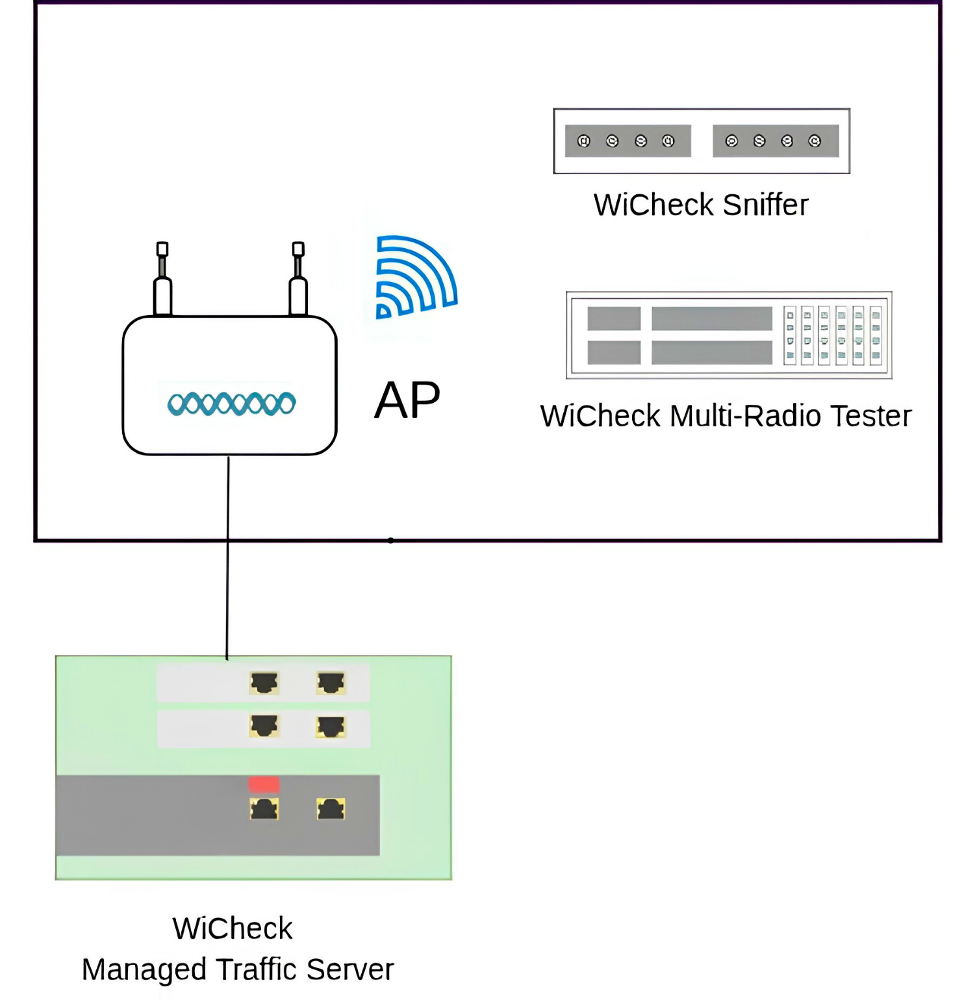 WiCheck Sniffer
AP
WiCheck Multi-Radio Tester
WiCheck
Managed Traffic Server